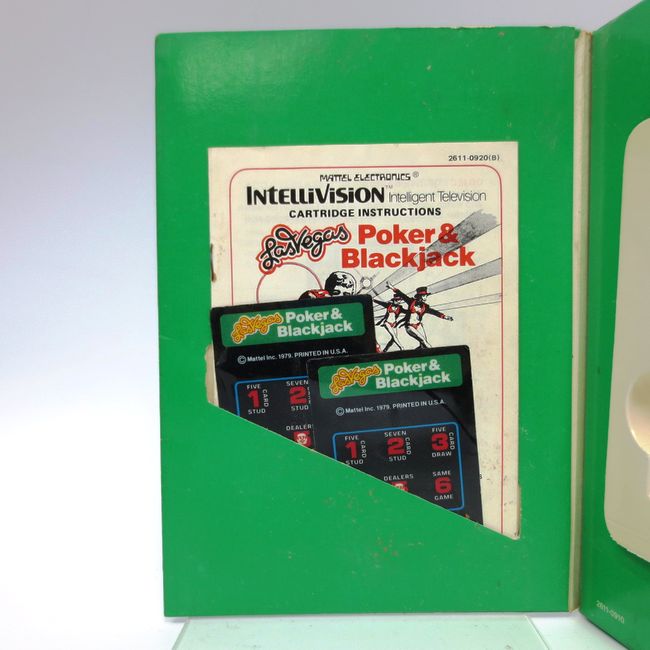 2611-0920(B)
MATTEL ELECTRONICS®
INTELLIVISION™ Intelligent Television
CARTRIDGE INSTRUCTIONS
Las Vegas Poker &
Blackjack
Las Vegas Poker &
Blackjack
© Mattel Inc. 1979. PRINTED IN U.S.A.
FIVE
1 CARD
STUD
SEVEN
2
STUD
DEALERS
Las Vegas Poker &
Blackjack
© Mattel Inc. 1979. PRINTED IN U.S.A.
FIVE
1 CARD
STUD
SEVEN
2 CARD
STUD
FIVE
3 CARD
DRAW
DEALERS
SAME
6
GAME
2611-0910